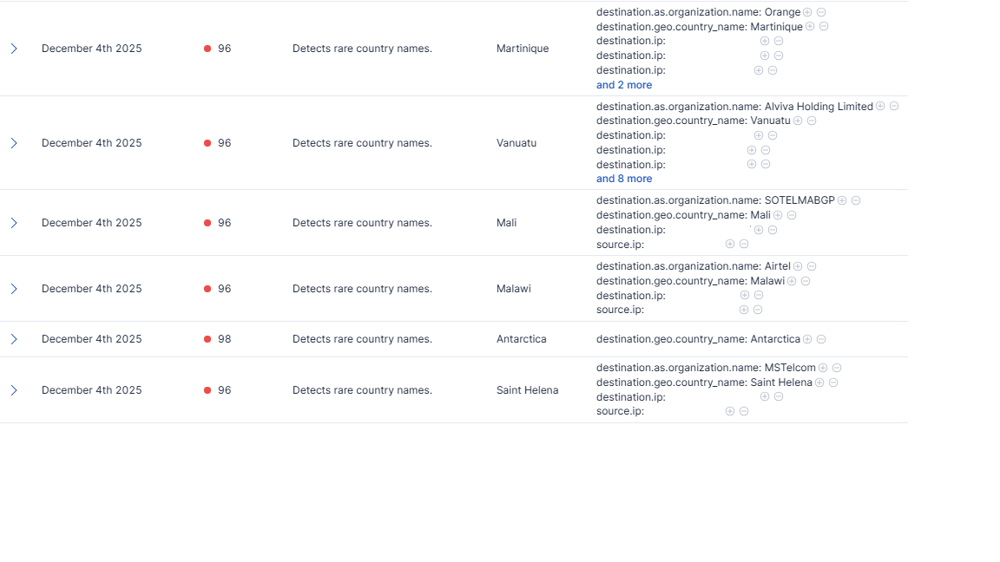 destination.as.organization.name: Orange
destination.geo.country_name: Martinique
December 4th 2025 96 Detects rare country names. Martinique destination.ip:
destination.ip:
destination.ip:
and 2 more
destination.as.organization.name: Alviva Holding Limited
destination.geo.country_name: Vanuatu
December 4th 2025 96 Detects rare country names. Vanuatu destination.ip:
destination.ip:
destination.ip:
and 8 more
destination.as.organization.name: SOTELMABGP
destination.geo.country_name: Mali
December 4th 2025 96 Detects rare country names. Mali destination.ip:
source.ip:
destination.as.organization.name: Airtel
destination.geo.country_name: Malawi
December 4th 2025 96 Detects rare country names. Malawi destination.ip:
source.ip:
December 4th 2025 98 Detects rare country names. Antarctica destination.geo.country_name: Antarctica
destination.as.organization.name: MSTelcom
destination.geo.country_name: Saint Helena
December 4th 2025 96 Detects rare country names. Saint Helena destination.ip:
source.ip: